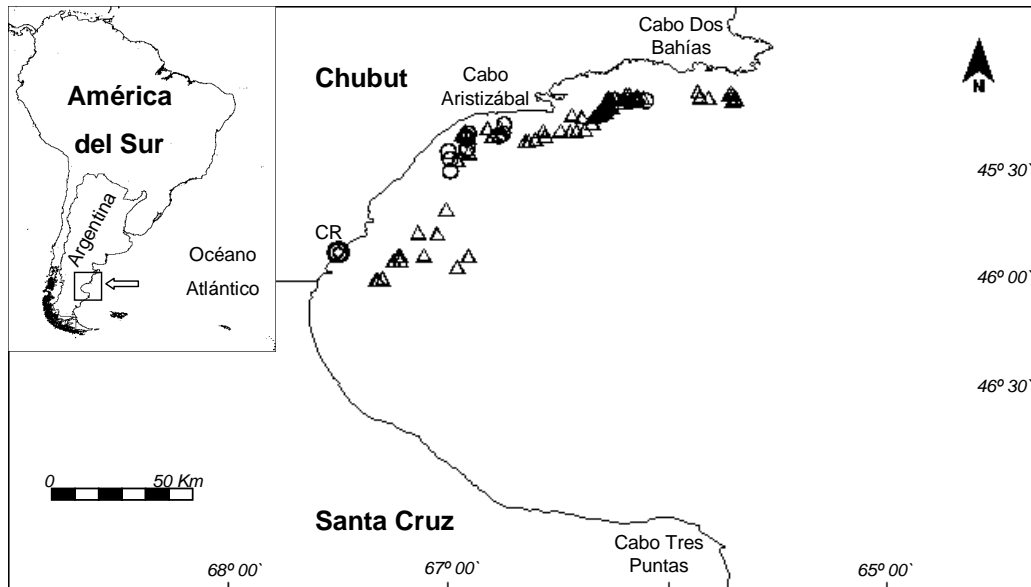 América
del Sur
Argentina
Océano
Atlántico
Chubut
Cabo Dos
Bahías
Cabo
Aristizábal
N
CR
45º 30`
46º 00`
46º 30`
0 50 Km
Santa Cruz
Cabo Tres
Puntas
68º 00`
67º 00`
65º 00`